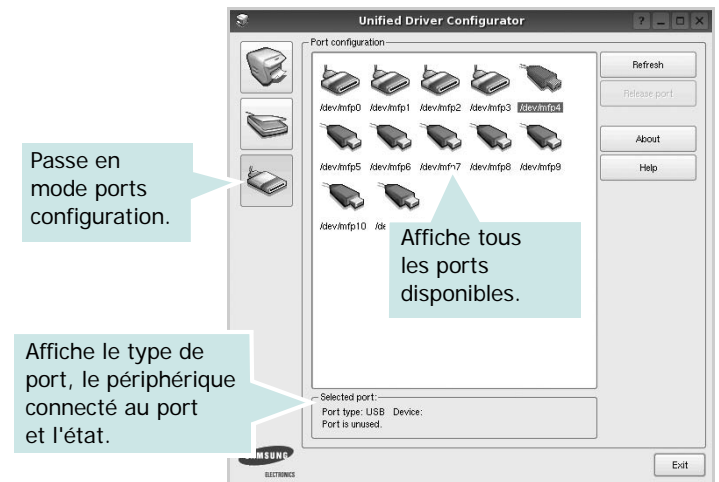 Unified Driver Configurator
Port configuration
Refresh
Release port
/dev/mfp0 /dev/mfp1 /dev/mfp2 /dev/mfp3 /dev/mfp4
About
Passe en
mode ports
configuration.
/dev/mfp5 /dev/mfp6 /dev/mfp7 /dev/mfp8 /dev/mfp9
Help
/dev/mfp10
Affiche tous
les ports
disponibles.
Affiche le type de
port, le périphérique
connecté au port
et l'état.
Selected port:
Port type: USB Device:
Port is unused.
ELECTRONICS
Exit